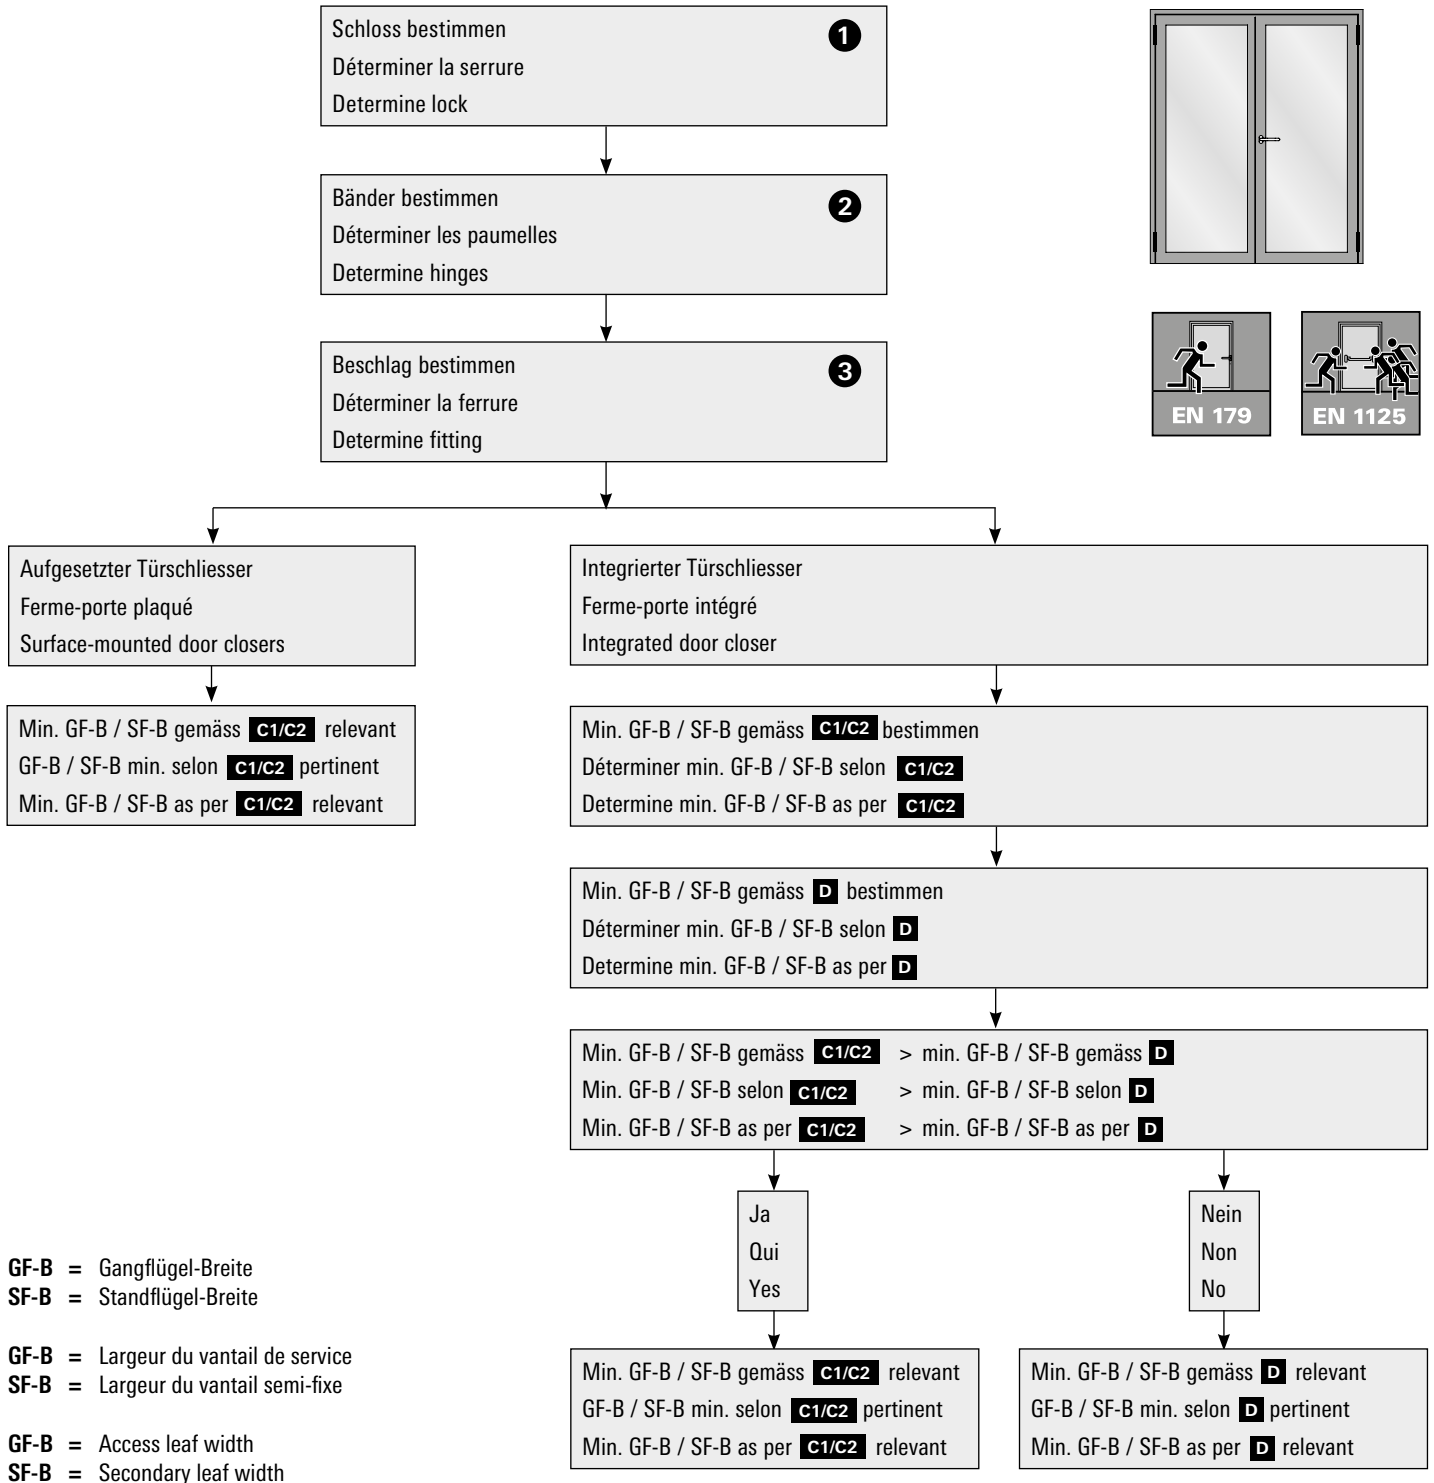 Schloss bestimmen
1
Déterminer la serrure
Determine lock
Bänder bestimmen
2
Déterminer les paumelles
Determine hinges
Beschlag bestimmen
3
Déterminer la ferrure
Determine fitting
EN 179
EN 1125
Aufgesetzter Türschliesser
Ferme-porte plaqué
Surface-mounted door closers
Integrierter Türschliesser
Ferme-porte intégré
Integrated door closer
Min. GF-B / SF-B gemäss C1/C2 relevant
GF-B / SF-B min. selon C1/C2 pertinent
Min. GF-B / SF-B as per C1/C2 relevant
Min. GF-B / SF-B gemäss C1/C2 bestimmen
Déterminer min. GF-B / SF-B selon C1/C2
Determine min. GF-B / SF-B as per C1/C2
Min. GF-B / SF-B gemäss D bestimmen
Déterminer min. GF-B / SF-B selon D
Determine min. GF-B / SF-B as per D
Min. GF-B / SF-B gemäss C1/C2 > min. GF-B / SF-B gemäss D
Min. GF-B / SF-B selon C1/C2 > min. GF-B / SF-B selon D
Min. GF-B / SF-B as per C1/C2 > min. GF-B / SF-B as per D
Ja
Qui
Yes
Nein
Non
No
Min. GF-B / SF-B gemäss C1/C2 relevant
GF-B / SF-B min. selon C1/C2 pertinent
Min. GF-B / SF-B as per C1/C2 relevant
Min. GF-B / SF-B gemäss D relevant
GF-B / SF-B min. selon D pertinent
Min. GF-B / SF-B as per D relevant
GF-B = Gangflügel-Breite
SF-B = Standflügel-Breite
GF-B = Largeur du vantail de service
SF-B = Largeur du vantail semi-fixe
GF-B = Access leaf width
SF-B = Secondary leaf width